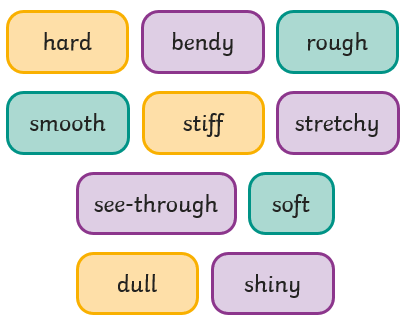 hard bendy rough
smooth stiff stretchy
see-through soft
dull shiny